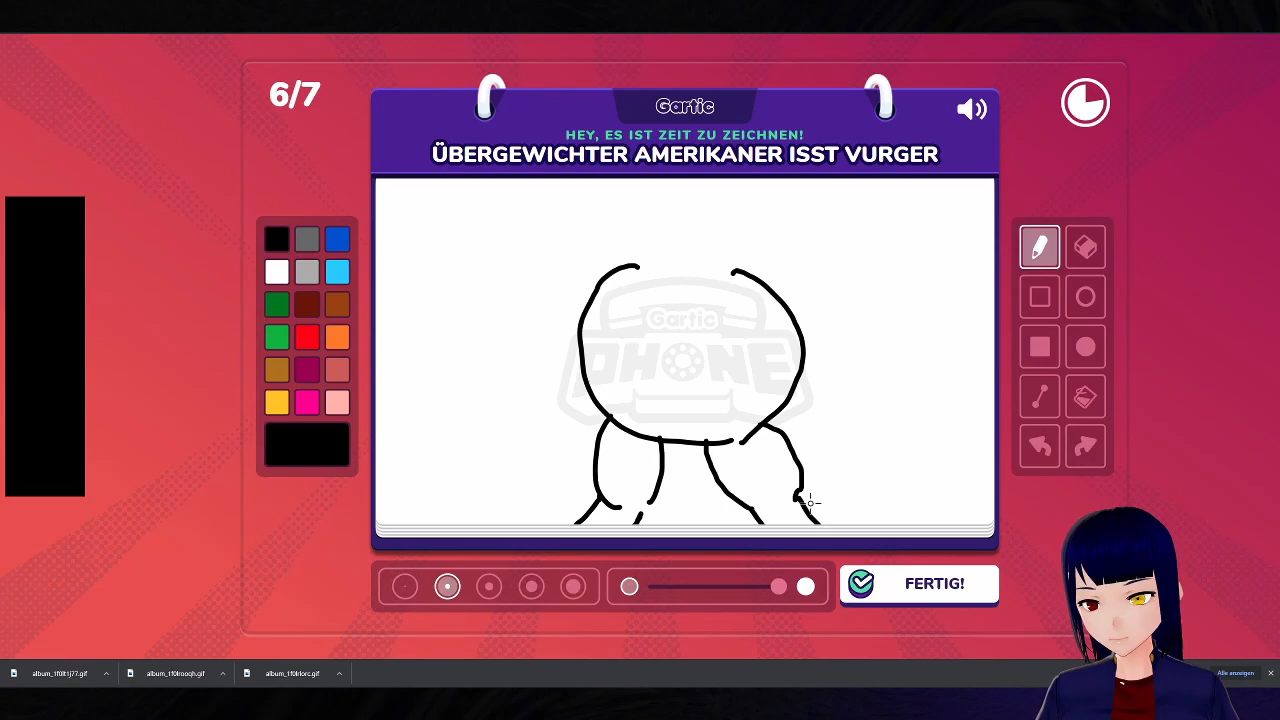 6/7
Gartic
HEY, ES IST ZEIT ZU ZEICHNEN!
ÜBERGEWICHTER AMERIKANER ISST VURGER
Gartic
PHONE
FERTIG!
album_1f0lt1j77.gif
album_1f0lrooqh.gif
album_1f0lrlorc.gif
Alle anzeigen